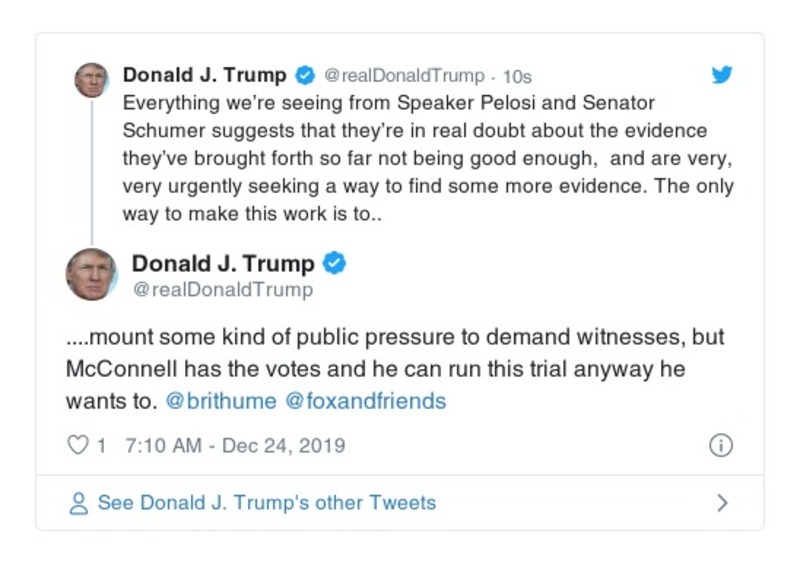 Donald J. Trump @realDonaldTrump · 10s
Everything we're seeing from Speaker Pelosi and Senator
Schumer suggests that they're in real doubt about the evidence
they've brought forth so far not being good enough,  and are very,
very urgently seeking a way to find some more evidence. The only
way to make this work is to..
Donald J. Trump
@realDonaldTrump
....mount some kind of public pressure to demand witnesses, but
McConnell has the votes and he can run this trial anyway he
wants to. @brithume @foxandfriends
1 7:10 AM - Dec 24, 2019
See Donald J. Trump's other Tweets